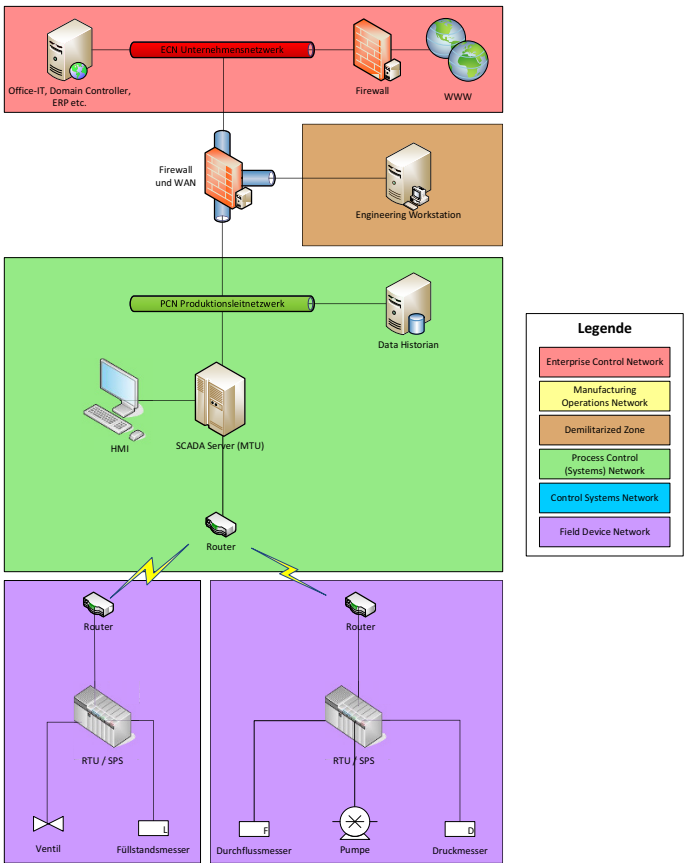 ECN Unternehmensnetzwerk
Office-IT, Domain Controller,
ERP etc.
Firewall
WWW
Firewall
und WAN
Engineering Workstation
PCN Produktionsleitnetzwerk
Data Historian
HMI
SCADA Server (MTU)
Router
Legende
Enterprise Control Network
Manufacturing
Operations Network
Demilitarized Zone
Process Control
(Systems) Network
Control Systems Network
Field Device Network
Router
RTU / SPS
L
Ventil
Füllstandsmesser
Router
RTU / SPS
F
D
Durchflussmesser
Pumpe
Druckmesser